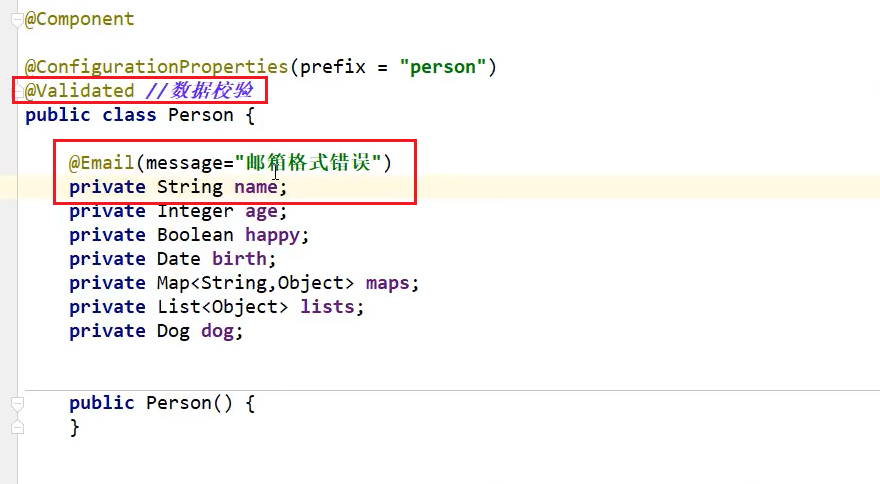 @Component
@ConfigurationProperties(prefix = "person")
@Validated //数据校验
public class Person {
@Email(message="邮箱格式错误")
private String name;
private Integer age;
private Boolean happy;
private Date birth;
private Map<String,Object> maps;
private List<Object> lists;
private Dog dog;
public Person() {
}